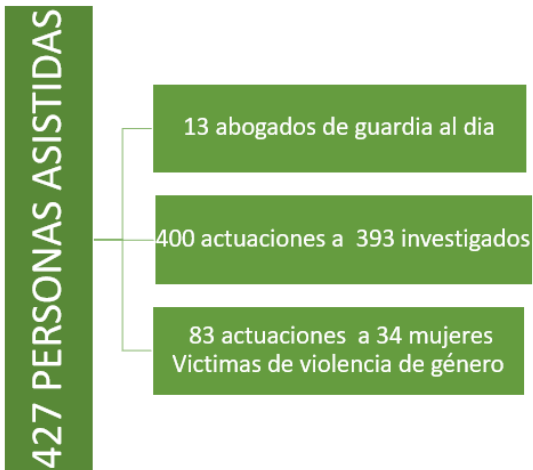 427 PERSONAS ASISTIDAS
13 abogados de guardia al dia
400 actuaciones a 393 investigados
83 actuaciones a 34 mujeres
Victimas de violencia de género